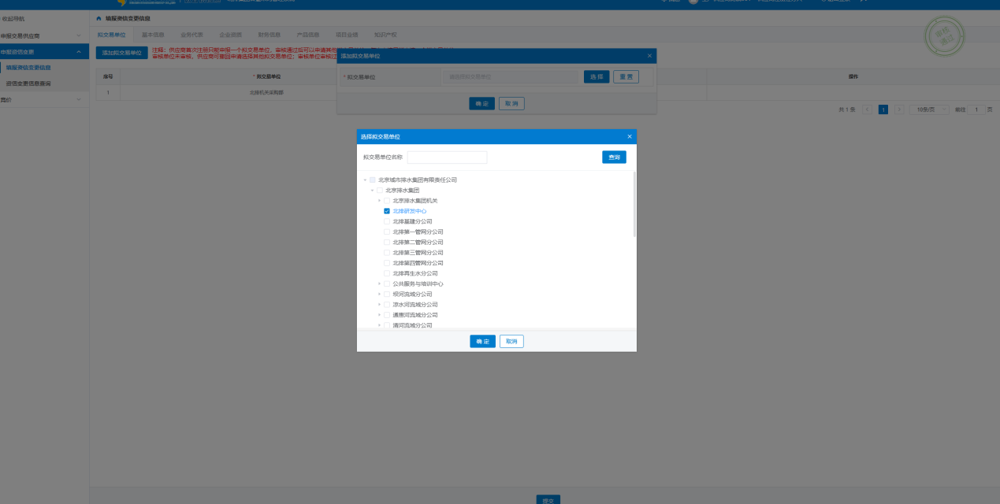 收起导航
填报资信变更信息
申报交易供应商
申报资信变更
填报资信变更信息
资信变更信息查询
竞价
拟交易单位
基本信息
业务代表
企业资质
财务信息
产品信息
项目业绩
知识产权
添加拟交易单位
注释：供应商首次注册只能申报一个拟交易单位，审核通过后可以申请其他
审核单位未审核，供应商可撤回申请选择其他拟交易单位；审核单位审核过
审核
通过
序号
* 拟交易单位
操作
1
北排机关采购部
共 1 条
1
10条/页
前往
1
页
添加拟交易单位
* 拟交易单位
请选择拟交易单位
选 择
重 置
确 定
取 消
选择拟交易单位
拟交易单位名称
查询
北京城市排水集团有限责任公司
北京排水集团
北京排水集团机关
北排研发中心
北排基建分公司
北排第一管网分公司
北排第二管网分公司
北排第三管网分公司
北排第四管网分公司
北排再生水分公司
公共服务与培训中心
坝河流域分公司
凉水河流域分公司
通惠河流域分公司
清河流域分公司
确 定
取消
提交